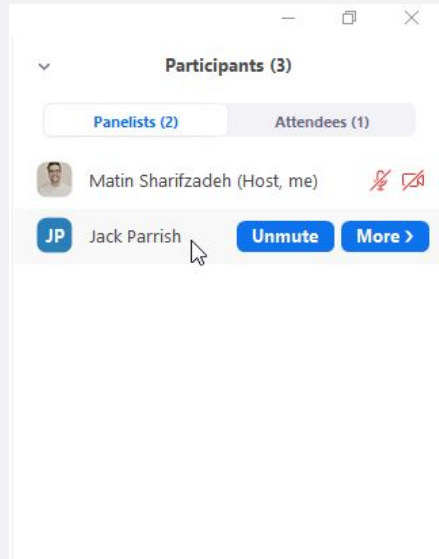 Participants (3)
Panelists (2) Attendees (1)
Matin Sharifzadeh (Host, me)
JP Jack Parrish Unmute More >